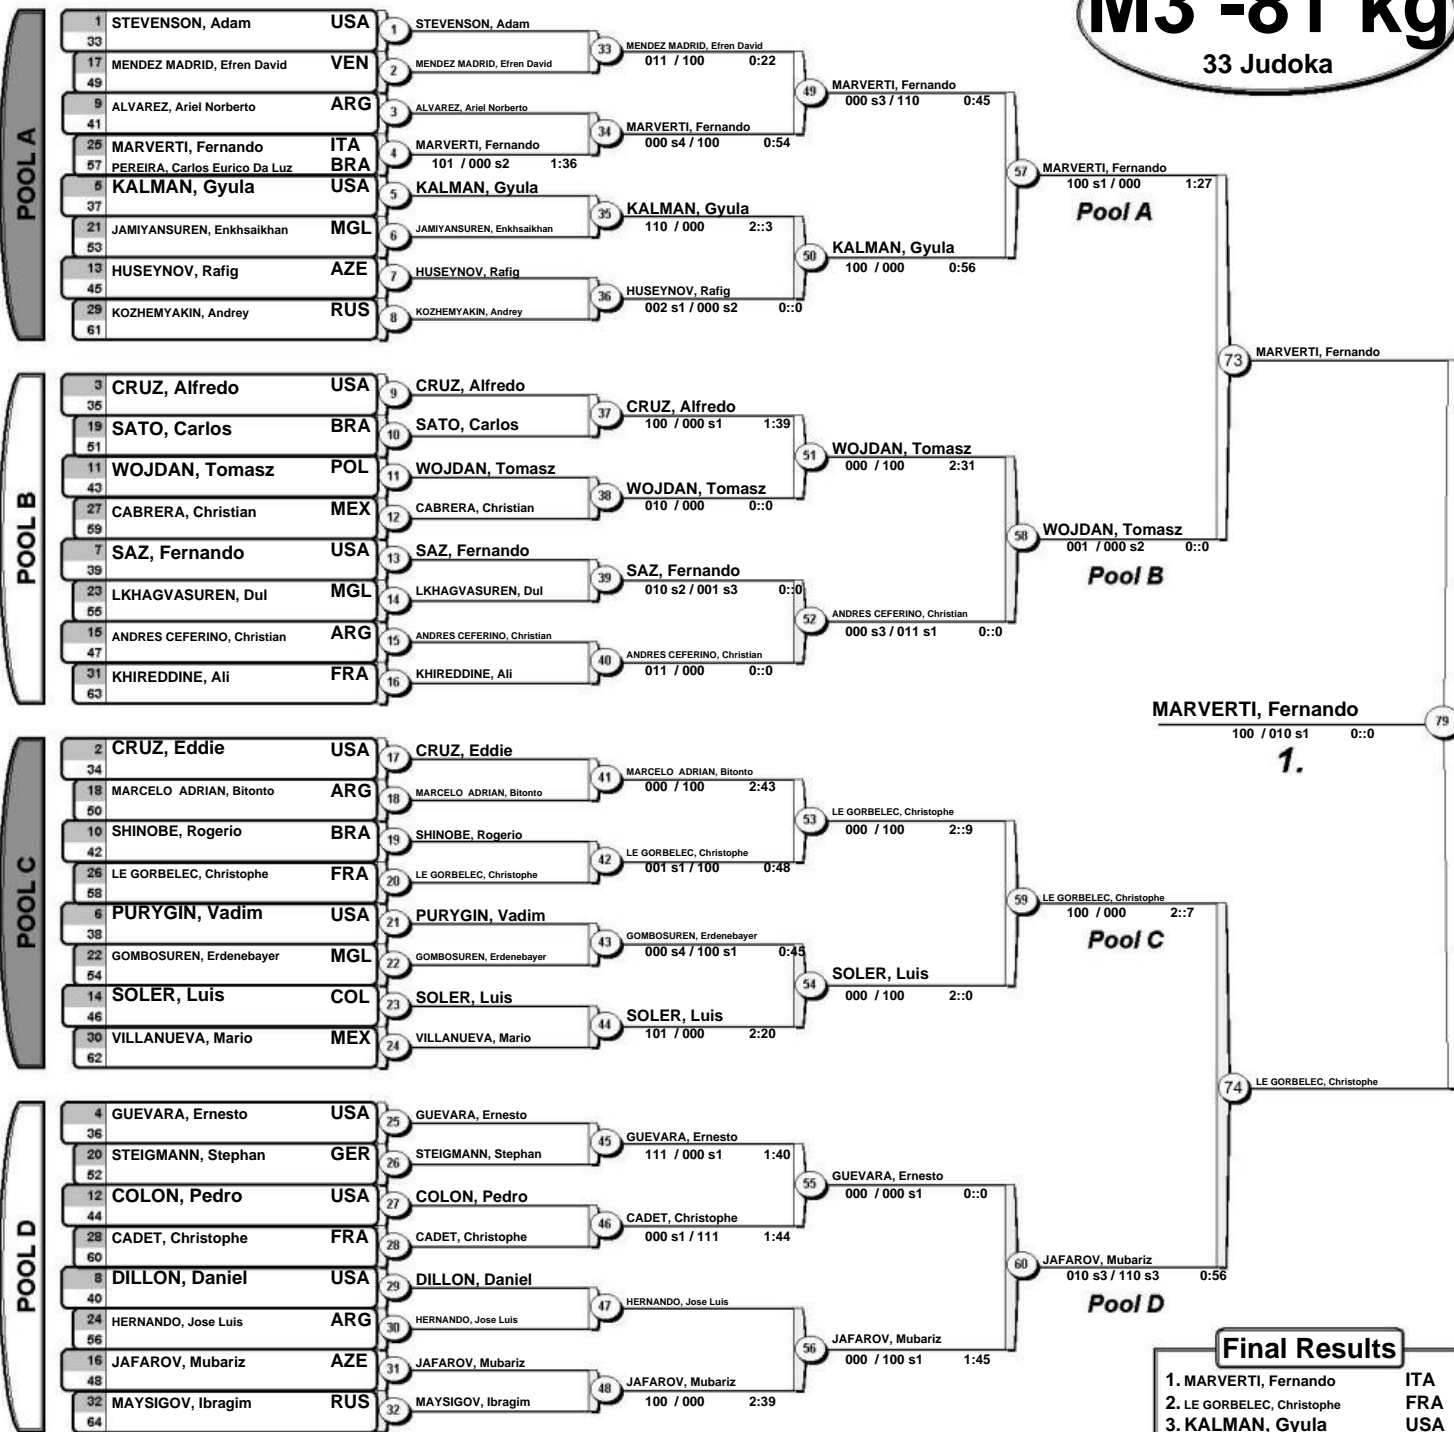 M3 -81 kg
33 Judoka
POOL A
1 STEVENSON, Adam USA
33
17 MENDEZ MADRID, Efren David VEN
49
9 ALVAREZ, Ariel Norberto ARG
41
25 MARVERTI, Fernando ITA
57 PEREIRA, Carlos Eurico Da Luz BRA
5 KALMAN, Gyula USA
37
21 JAMIYANSUREN, Enkhsaikhan MGL
53
13 HUSEYNOV, Rafig AZE
45
29 KOZHEMYAKIN, Andrey RUS
61
1 STEVENSON, Adam
2 MENDEZ MADRID, Efren David
3 ALVAREZ, Ariel Norberto
4 MARVERTI, Fernando
101 / 000 s2 1:36
5 KALMAN, Gyula
6 JAMIYANSUREN, Enkhsaikhan
7 HUSEYNOV, Rafig
8 KOZHEMYAKIN, Andrey
33 MENDEZ MADRID, Efren David
011 / 100 0:22
34 MARVERTI, Fernando
000 s4 / 100 0:54
35 KALMAN, Gyula
110 / 000 2::3
36 HUSEYNOV, Rafig
002 s1 / 000 s2 0::0
49 MARVERTI, Fernando
000 s3 / 110 0:45
50 KALMAN, Gyula
100 / 000 0:56
57 MARVERTI, Fernando
100 s1 / 000 1:27
Pool A
POOL B
3 CRUZ, Alfredo USA
35
19 SATO, Carlos BRA
51
11 WOJDAN, Tomasz POL
43
27 CABRERA, Christian MEX
59
7 SAZ, Fernando USA
39
23 LKHAGVASUREN, Dul MGL
55
15 ANDRES CEFERINO, Christian ARG
47
31 KHIREDDINE, Ali FRA
63
9 CRUZ, Alfredo
10 SATO, Carlos
11 WOJDAN, Tomasz
12 CABRERA, Christian
13 SAZ, Fernando
14 LKHAGVASUREN, Dul
15 ANDRES CEFERINO, Christian
16 KHIREDDINE, Ali
37 CRUZ, Alfredo
100 / 000 s1 1:39
38 WOJDAN, Tomasz
010 / 000 0::0
39 SAZ, Fernando
010 s2 / 001 s3 0::0
40 ANDRES CEFERINO, Christian
011 / 000 0::0
51 WOJDAN, Tomasz
000 / 100 2:31
52 ANDRES CEFERINO, Christian
000 s3 / 011 s1 0::0
58 WOJDAN, Tomasz
001 / 000 s2 0::0
Pool B
73 MARVERTI, Fernando
MARVERTI, Fernando 79
100 / 010 s1 0::0
1.
POOL C
2 CRUZ, Eddie USA
34
18 MARCELO ADRIAN, Bitonto ARG
50
10 SHINOBE, Rogerio BRA
42
26 LE GORBELEC, Christophe FRA
58
6 PURYGIN, Vadim USA
38
22 GOMBOSUREN, Erdenebayer MGL
54
14 SOLER, Luis COL
46
30 VILLANUEVA, Mario MEX
62
17 CRUZ, Eddie
18 MARCELO ADRIAN, Bitonto
19 SHINOBE, Rogerio
20 LE GORBELEC, Christophe
21 PURYGIN, Vadim
22 GOMBOSUREN, Erdenebayer
23 SOLER, Luis
24 VILLANUEVA, Mario
41 MARCELO ADRIAN, Bitonto
000 / 100 2:43
42 LE GORBELEC, Christophe
001 s1 / 100 0:48
43 GOMBOSUREN, Erdenebayer
000 s4 / 100 s1 0:45
44 SOLER, Luis
101 / 000 2:20
53 LE GORBELEC, Christophe
000 / 100 2::9
54 SOLER, Luis
000 / 100 2::0
59 LE GORBELEC, Christophe
100 / 000 2::7
Pool C
74 LE GORBELEC, Christophe
POOL D
4 GUEVARA, Ernesto USA
36
20 STEIGMANN, Stephan GER
52
12 COLON, Pedro USA
44
28 CADET, Christophe FRA
60
8 DILLON, Daniel USA
40
24 HERNANDO, Jose Luis ARG
56
16 JAFAROV, Mubariz AZE
48
32 MAYSIGOV, Ibragim RUS
64
25 GUEVARA, Ernesto
26 STEIGMANN, Stephan
27 COLON, Pedro
28 CADET, Christophe
29 DILLON, Daniel
30 HERNANDO, Jose Luis
31 JAFAROV, Mubariz
32 MAYSIGOV, Ibragim
45 GUEVARA, Ernesto
111 / 000 s1 1:40
46 CADET, Christophe
000 s1 / 111 1:44
47 HERNANDO, Jose Luis
48 JAFAROV, Mubariz
100 / 000 2:39
55 GUEVARA, Ernesto
000 / 000 s1 0::0
56 JAFAROV, Mubariz
000 / 100 s1 1:45
60 JAFAROV, Mubariz
010 s3 / 110 s3 0:56
Pool D
Final Results
1. MARVERTI, Fernando ITA
2. LE GORBELEC, Christophe FRA
3. KALMAN, Gyula USA